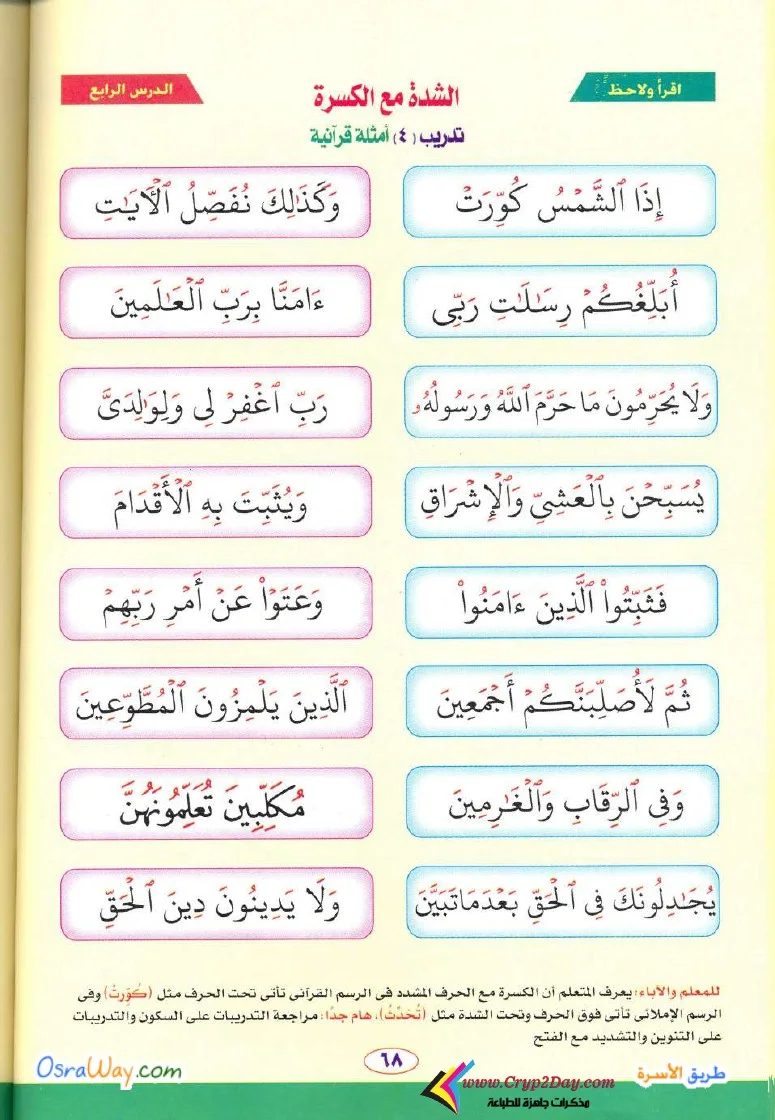 اقرأ ولاحظ
الشدة مع الكسرة
الدرس الرابع
تدريب (٤) أمثلة قرآنية
إِذَا ٱلشَّمْسُ كُوِّرَتْ
وَكَذَٰلِكَ نُفَصِّلُ ٱلْأَيَٰتِ
أُبَلِّغُكُمْ رِسَٰلَٰتِ رَبِّى
ءَامَنَّا بِرَبِّ ٱلْعَٰلَمِينَ
وَلَا يُحَرِّمُونَ مَا حَرَّمَ ٱللَّهُ وَرَسُولُهُۥ
رَبِّ ٱغْفِرْ لِى وَلِوَٰلِدَىَّ
يُسَبِّحْنَ بِٱلْعَشِىِّ وَٱلْإِشْرَاقِ
وَيُثَبِّتَ بِهِ ٱلْأَقْدَامَ
فَثَبِّتُوا۟ ٱلَّذِينَ ءَامَنُوا۟
وَعَتَوْا۟ عَنْ أَمْرِ رَبِّهِمْ
ثُمَّ لَأُصَلِّبَنَّكُمْ أَجْمَعِينَ
ٱلَّذِينَ يَلْمِزُونَ ٱلْمُطَّوِّعِينَ
وَفِى ٱلرِّقَابِ وَٱلْغَٰرِمِينَ
مُكَلِّبِينَ تُعَلِّمُونَهُنَّ
يُجَٰدِلُونَكَ فِى ٱلْحَقِّ بَعْدَمَا تَبَيَّنَ
وَلَا يَدِينُونَ دِينَ ٱلْحَقِّ
للمعلم والآباء: يعرف المتعلم أن الكسرة مع الحرف المشدد فى الرسم القرآنى تأتى تحت الحرف مثل (كُوِّرتْ) وفى
الرسم الإملائى تأتى فوق الحرف وتحت الشدة مثل (تُحَدِّثُ)، هام جدًا: مراجعة التدريبات على السكون والتدريبات
على التنوين والتشديد مع الفتح
طريق الأسرة
٦٨
OsraWay.com
www.Cryp2Day.com
مذكرات جاهزة للطباعة